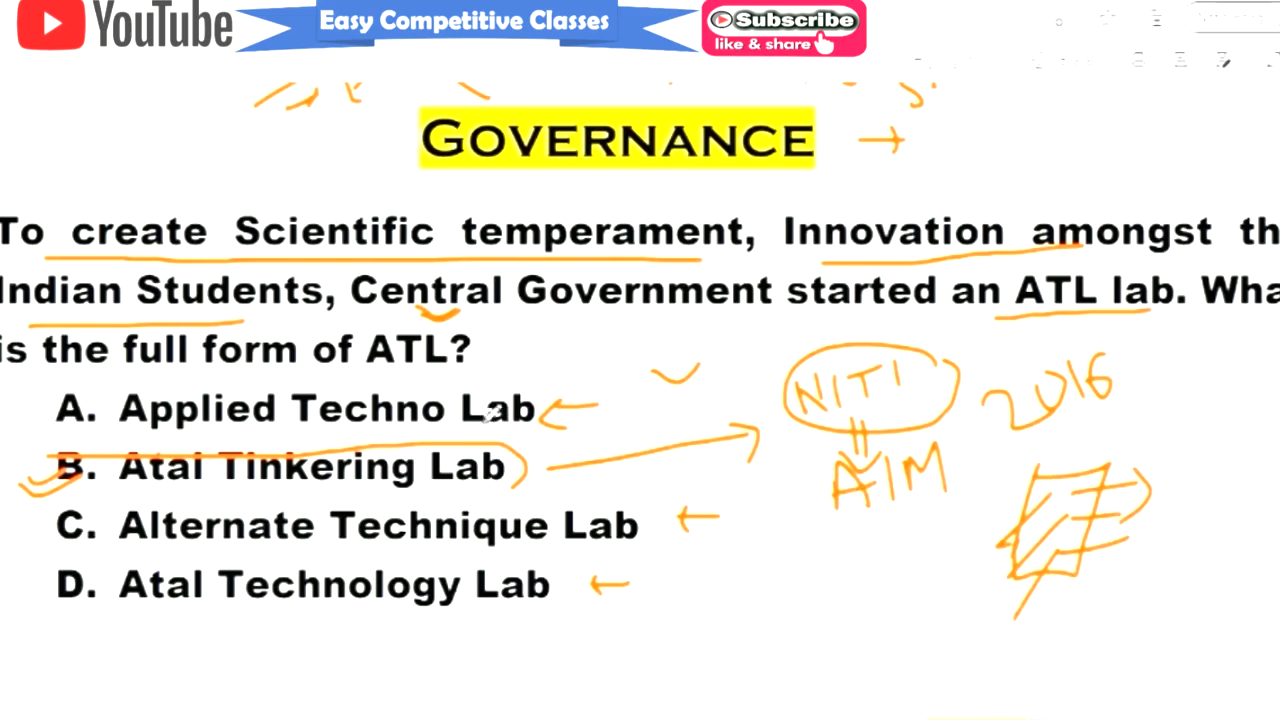 YouTube
Easy Competitive Classes
Subscribe
like & share
GOVERNANCE
To create Scientific temperament, Innovation amongst th
Indian Students, Central Government started an ATL lab. Wha
is the full form of ATL?
A. Applied Techno Lab
B. Atal Tinkering Lab
C. Alternate Technique Lab
D. Atal Technology Lab
NITI
2016
AIM